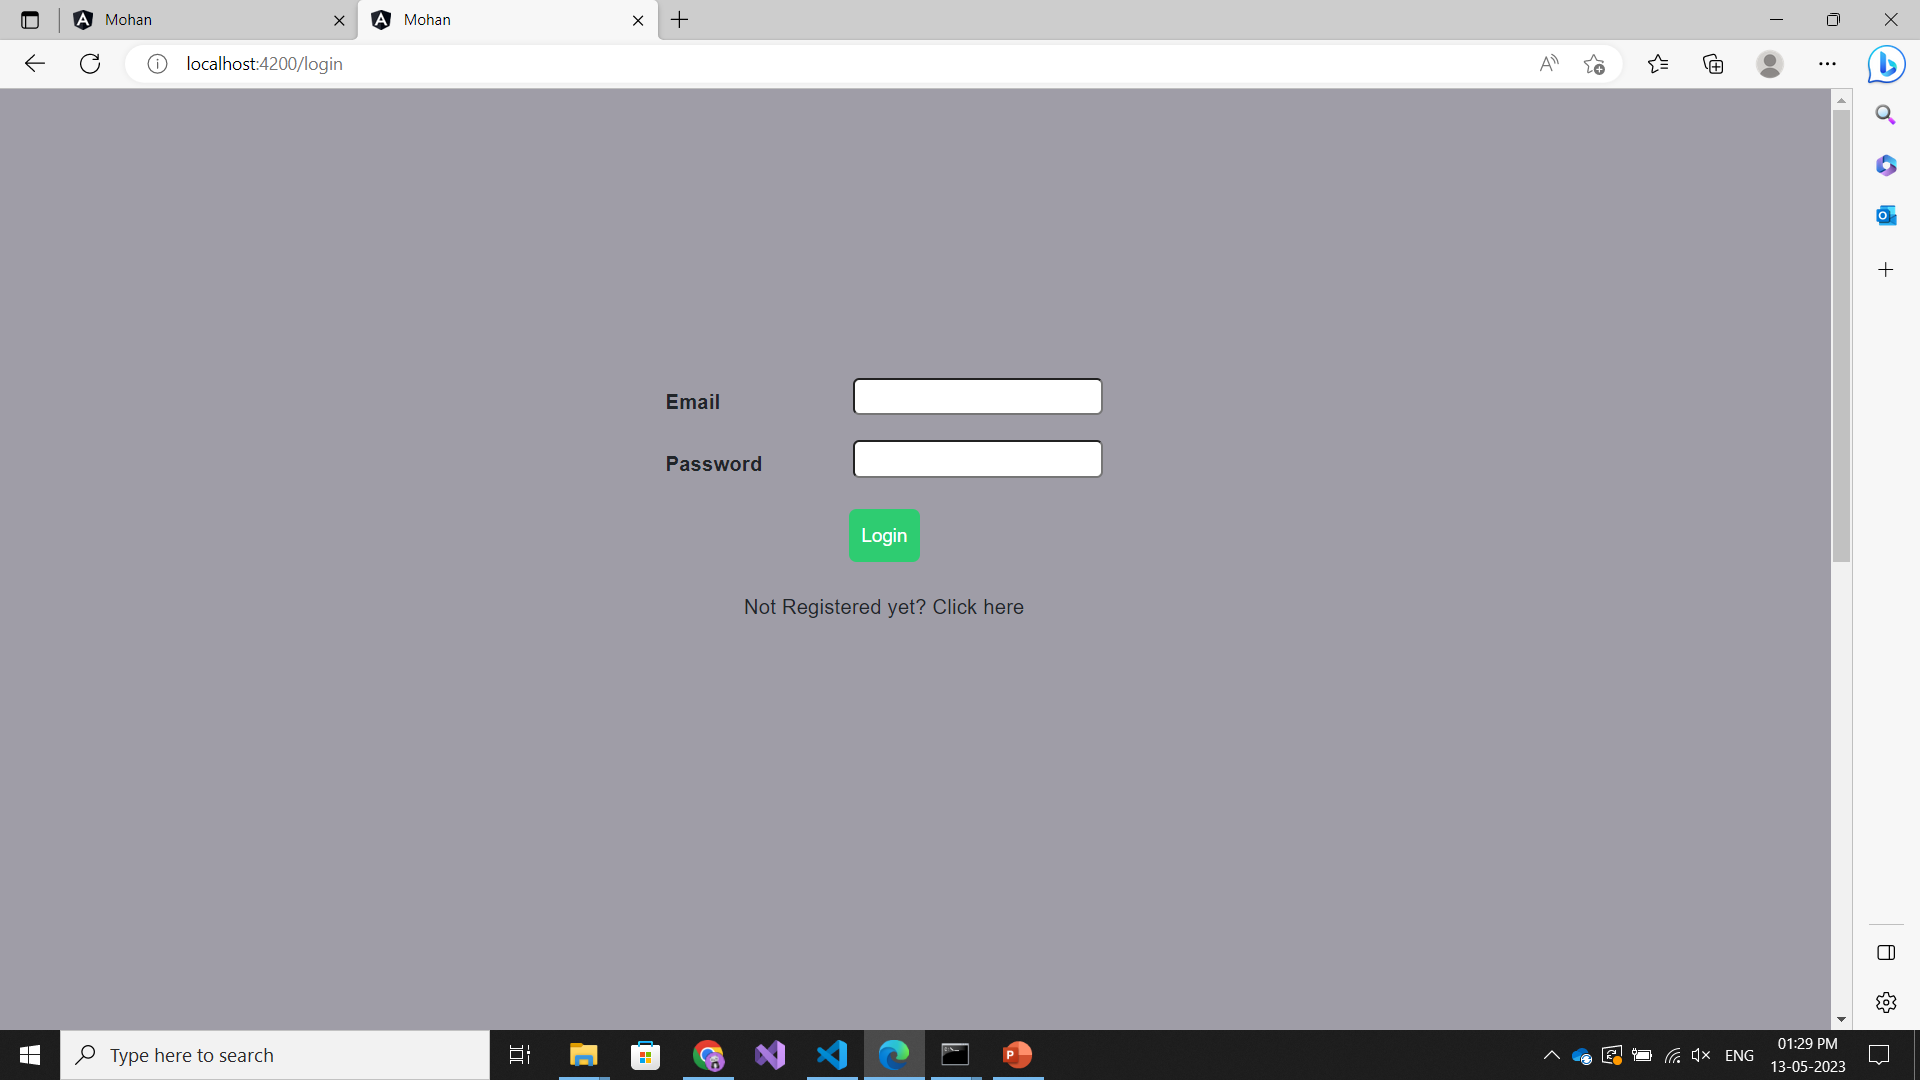 Mohan
Mohan
localhost:4200/login
Email
Password
Login
Not Registered yet? Click here
Type here to search
ENG
01:29 PM
13-05-2023